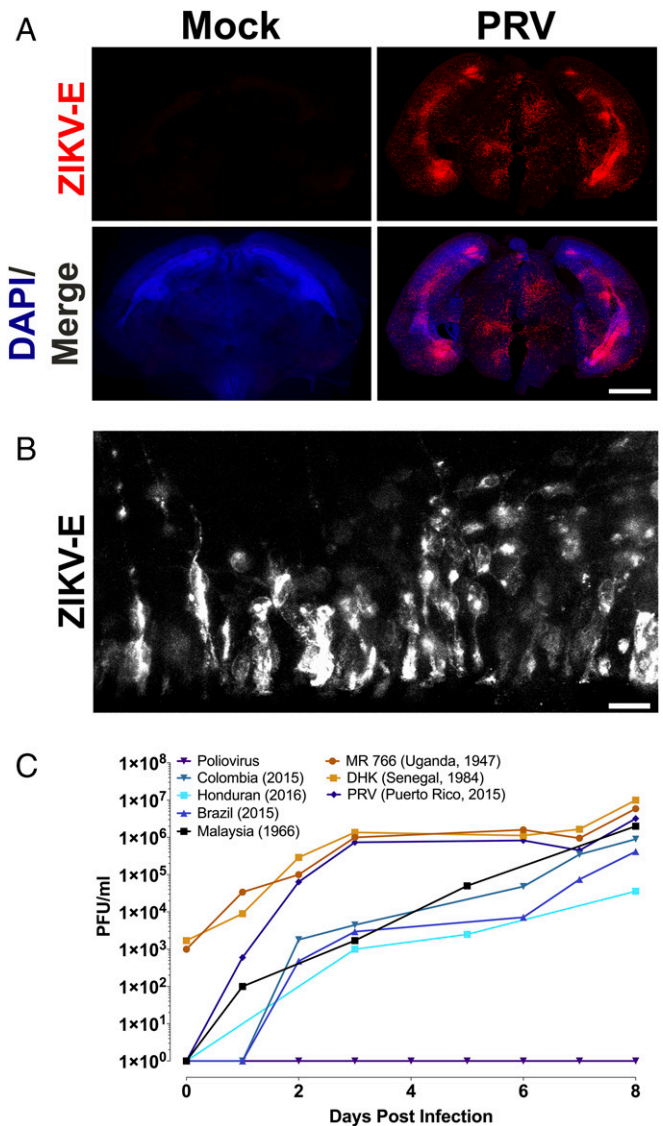 A
Mock
PRV
ZIKV-E
DAPI/
Merge
B
ZIKV-E
C
Poliovirus
Colombia (2015)
Honduran (2016)
Brazil (2015)
Malaysia (1966)
MR 766 (Uganda, 1947)
DHK (Senegal, 1984)
PRV (Puerto Rico, 2015)
PFU/ml
1×10⁸
1×10⁷
1×10⁶
1×10⁵
1×10⁴
1×10³
1×10²
1×10¹
1×10⁰
0 2 4 6 8
Days Post Infection